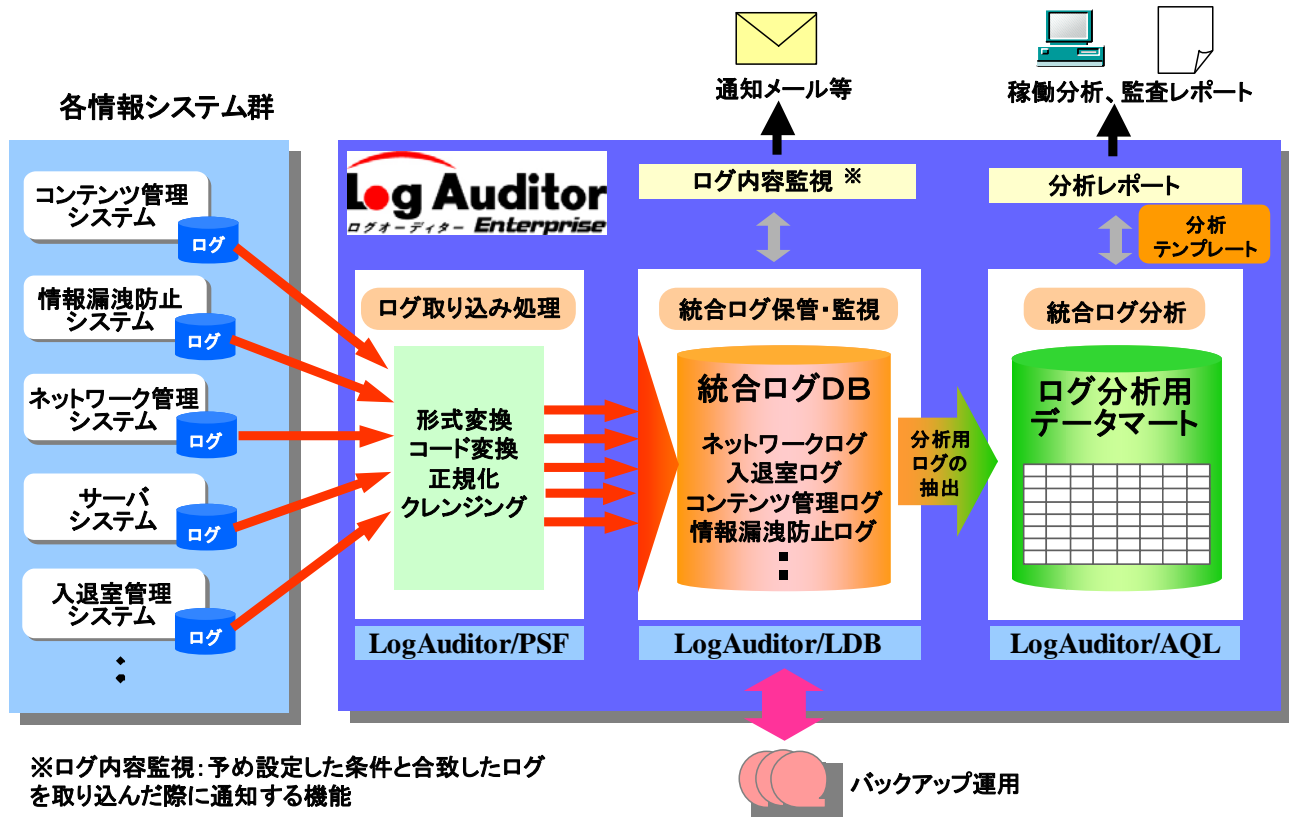 各情報システム群
コンテンツ管理
システム
ログ
情報漏洩防止
システム
ログ
ネットワーク管理
システム
ログ
サーバ
システム
ログ
入退室管理
システム
ログ
通知メール等
稼働分析、監査レポート
Log Auditor
ログオーディター Enterprise
ログ内容監視 ※
分析レポート
分析
テンプレート
ログ取り込み処理
形式変換
コード変換
正規化
クレンジング
LogAuditor/PSF
統合ログ保管・監視
統合ログDB
ネットワークログ
入退室ログ
コンテンツ管理ログ
情報漏洩防止ログ
LogAuditor/LDB
分析用
ログの
抽出
統合ログ分析
ログ分析用
データマート
LogAuditor/AQL
バックアップ運用
※ログ内容監視:予め設定した条件と合致したログ
を取り込んだ際に通知する機能